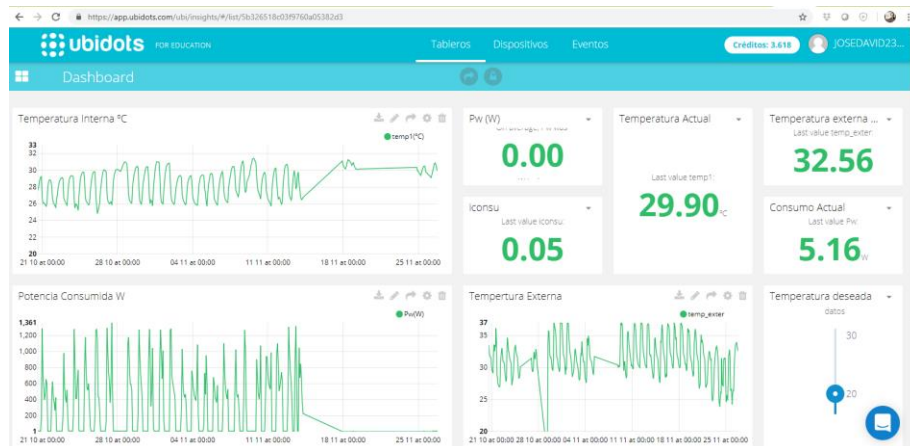 https://app.ubidots.com/ubi/insights/#/list/5b326518c03f9760a05382d3
ubidots FOR EDUCATION
Tableros Dispositivos Eventos
Créditos: 3.618 JOSEDAVID23...
Dashboard
Temperatura Interna ºC
temp1(ºC)
33
32
30
28
26
24
22
20
21 10 at 00:00 28 10 at 00:00 04 11 at 00:00 11 11 at 00:00 18 11 at 00:00 25 11 at 00:00
Pw (W)
0.00
Iconsu
Last value Iconsu:
0.05
Temperatura Actual
Last value temp1:
29.90 ºC
Temperatura externa ...
Last value temp_exter:
32.56
Consumo Actual
Last value Pw:
5.16 W
Potencia Consumida W
Pw(W)
1,361
1,200
1,000
800
600
400
200
1
21 10 at 00:00 28 10 at 00:00 04 11 at 00:00 11 11 at 00:00 18 11 at 00:00 25 11 at 00:00
Tempertura Externa
temp_exter
37
35
30
25
20
21 10 at 00:00 28 10 at 00:00 04 11 at 00:00 11 11 at 00:00 18 11 at 00:00 25 11 at 00:00
Temperatura deseada
datos
30
20